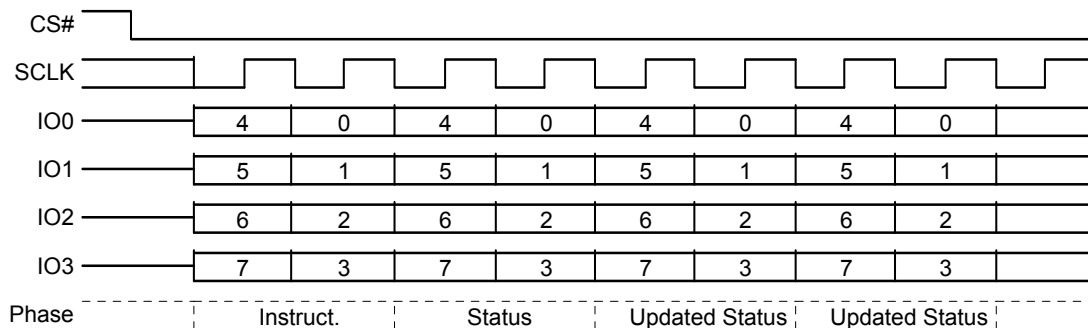 CS#
SCLK
IO0 4 0 4 0 4 0 4 0
IO1 5 1 5 1 5 1 5 1
IO2 6 2 6 2 6 2 6 2
IO3 7 3 7 3 7 3 7 3
Phase Instruct. Status Updated Status Updated Status